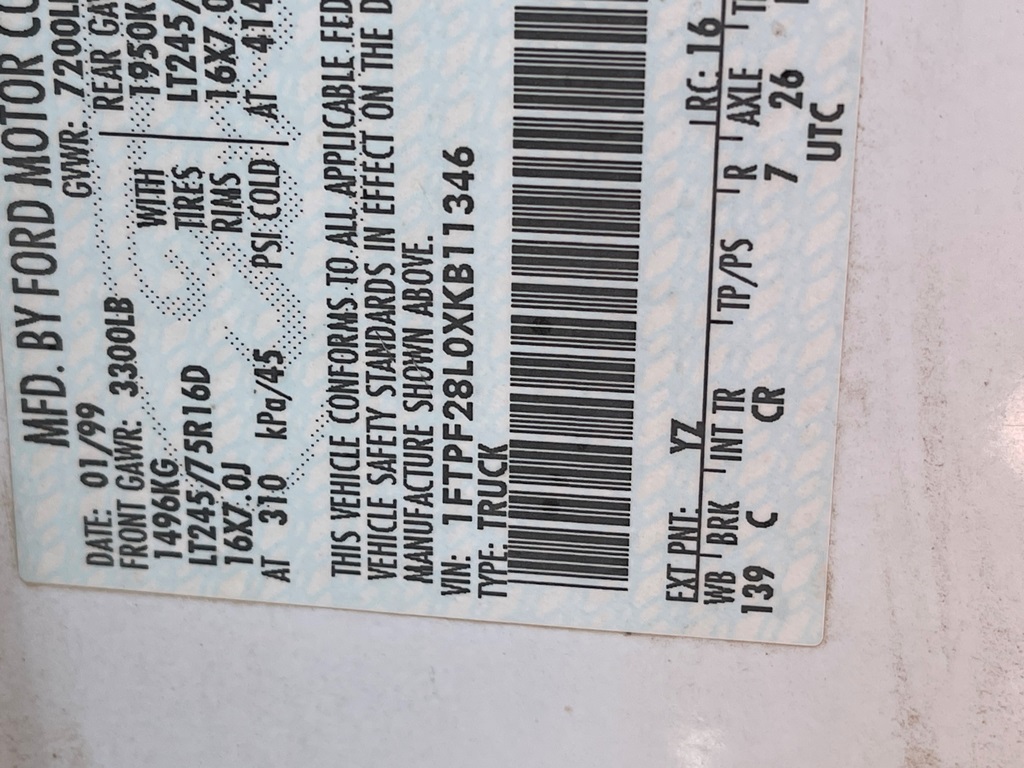 MFD. BY FORD MOTOR
DATE: 01/99 GVWR: 7200L
FRONT GAWR: 3300LB REAR GA
1496KG WITH 1950K
LT245/75R16D TIRES LT245/
16X7.0J RIMS 16X7.0
AT 310 kPa/45 PSI COLD AT 414
THIS VEHICLE CONFORMS TO ALL APPLICABLE FED
VEHICLE SAFETY STANDARDS IN EFFECT ON THE D
MANUFACTURE SHOWN ABOVE.
VIN: 1FTPF28L0XKB11346
TYPE: TRUCK
EXT PNT: YZ RC: 16
WB BRK INT TR TP/PS R AXLE
139 C CR 7 26
UTC